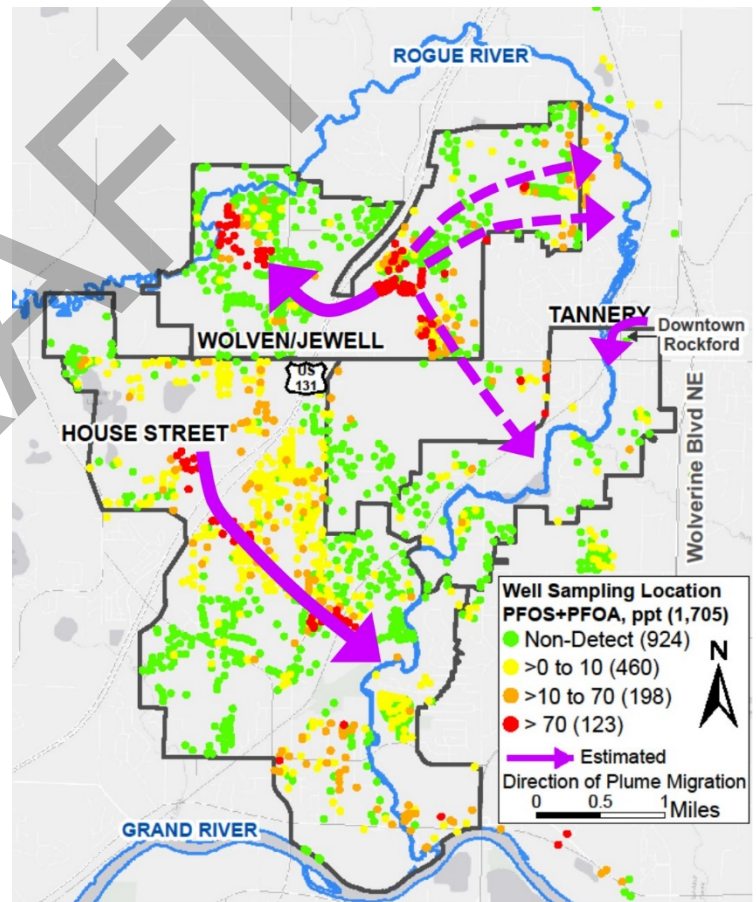 DRAFT
ROGUE RIVER
TANNERY
Downtown
Rockford
WOLVEN/JEWELL
US
131
HOUSE STREET
Wolverine Blvd NE
Well Sampling Location
PFOS+PFOA, ppt (1,705)
Non-Detect (924)
>0 to 10 (460)
>10 to 70 (198)
> 70 (123)
N
Estimated
Direction of Plume Migration
0 0.5 1
Miles
GRAND RIVER